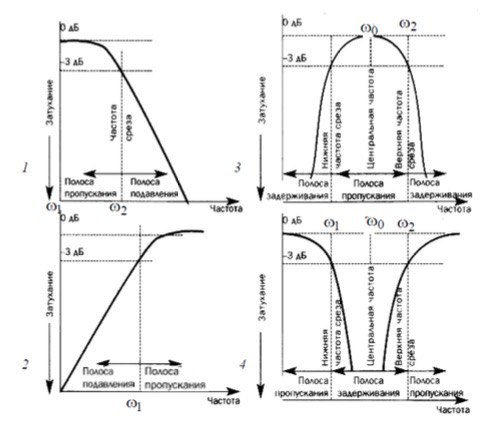 0 дБ
-3 дБ
Затухание
Частота
среза
1
Полоса
пропускания
Полоса
подавления
ω₁
ω₂
Частота
0 дБ
-3 дБ
Затухание
2
Полоса
подавления
Полоса
пропускания
ω₁
Частота
0 дБ
-3 дБ
ω₀
ω₂
Затухание
Нижняя
частота среза
Центральная частота
Верхняя частота
среза
3
Полоса
задерживания
Полоса
пропускания
Полоса
задерживания
Частота
0 дБ
-3 дБ
ω₁
ω₀
ω₂
Затухание
Нижняя
частота среза
Центральная частота
Верхняя частота
среза
4
Полоса
пропускания
Полоса
задерживания
Полоса
пропускания
Частота